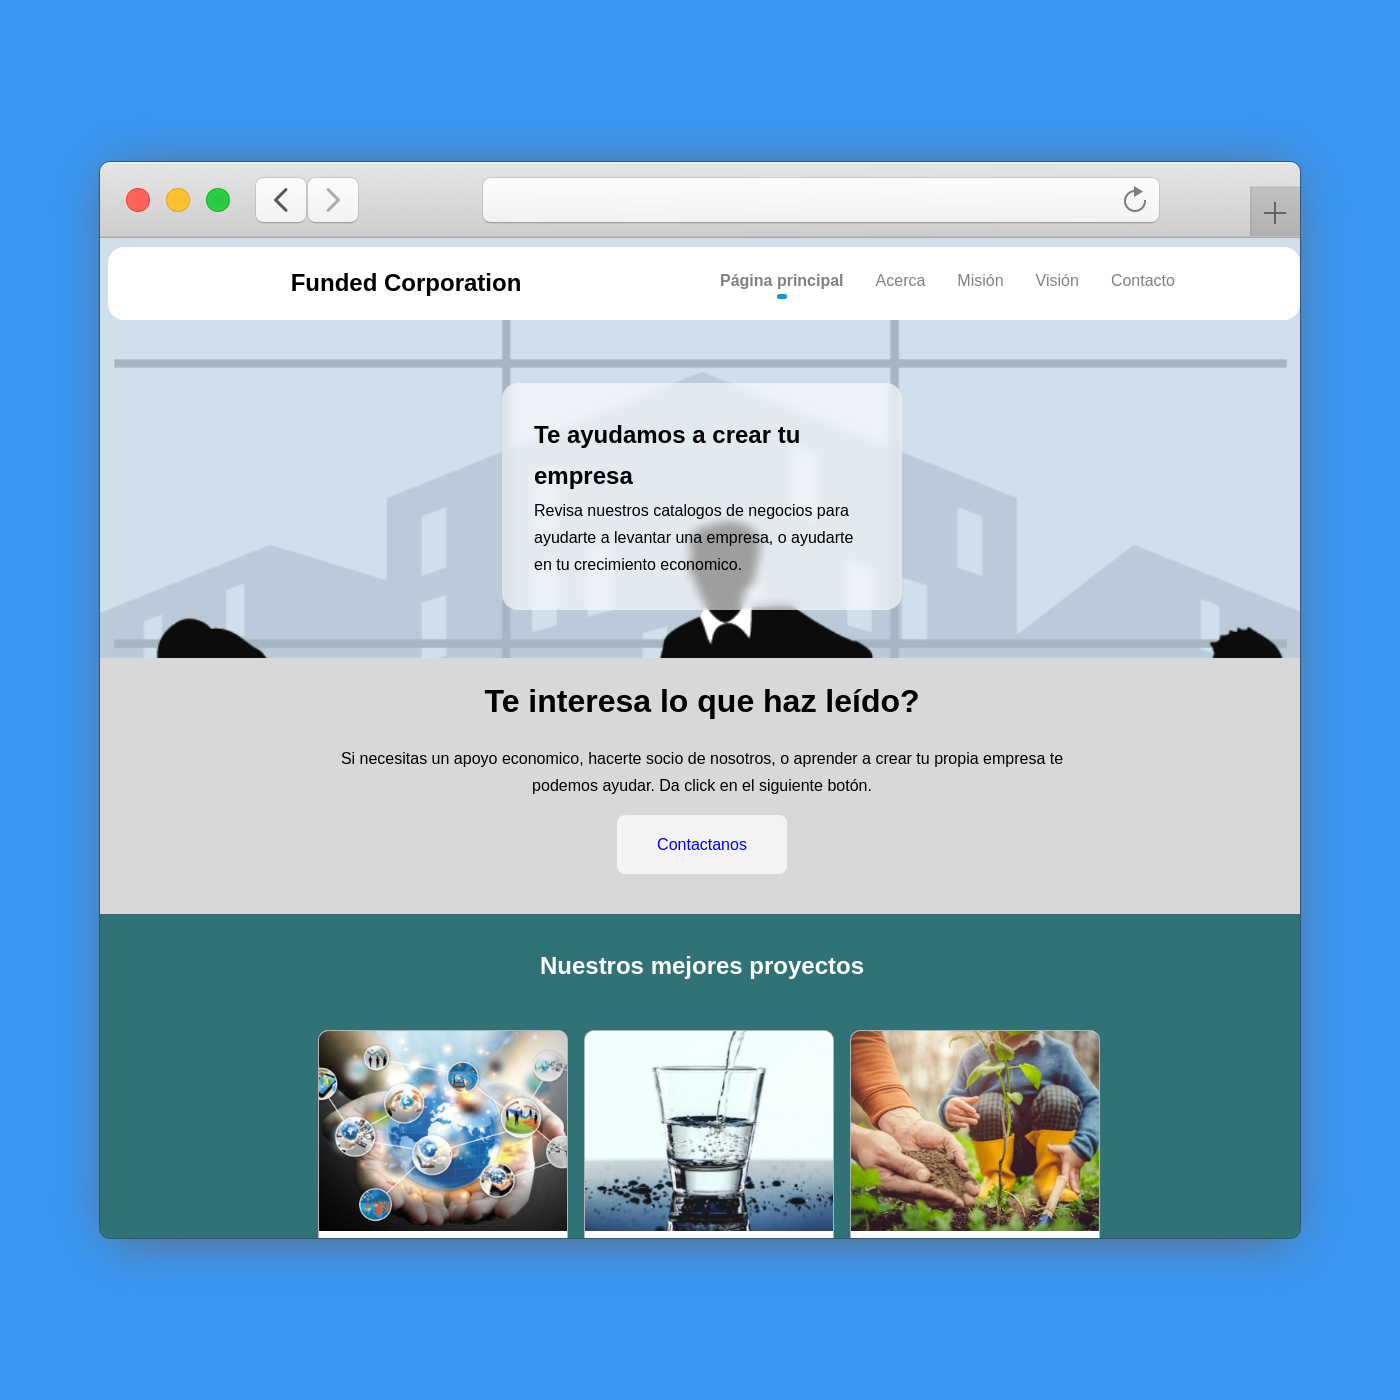 Funded Corporation
Página principal Acerca Misión Visión Contacto
Te ayudamos a crear tu
empresa
Revisa nuestros catalogos de negocios para
ayudarte a levantar una empresa, o ayudarte
en tu crecimiento economico.
Te interesa lo que haz leído?
Si necesitas un apoyo economico, hacerte socio de nosotros, o aprender a crear tu propia empresa te
podemos ayudar. Da click en el siguiente botón.
Contactanos
Nuestros mejores proyectos